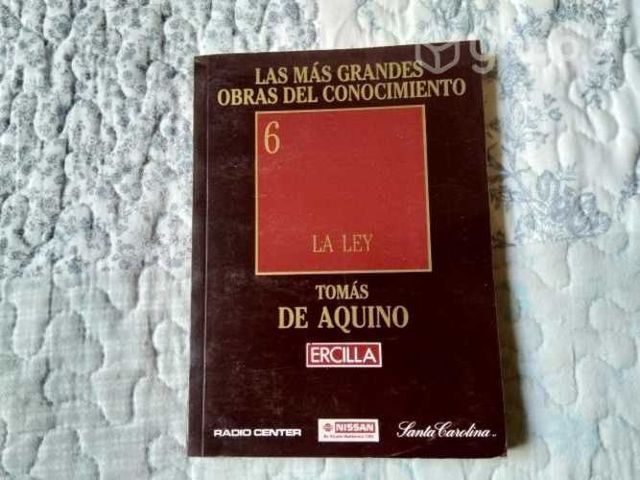 LAS MÁS GRANDES
OBRAS DEL CONOCIMIENTO
6
LA LEY
TOMÁS
DE AQUINO
ERCILLA
RADIO CENTER
NISSAN
Santa Carolina